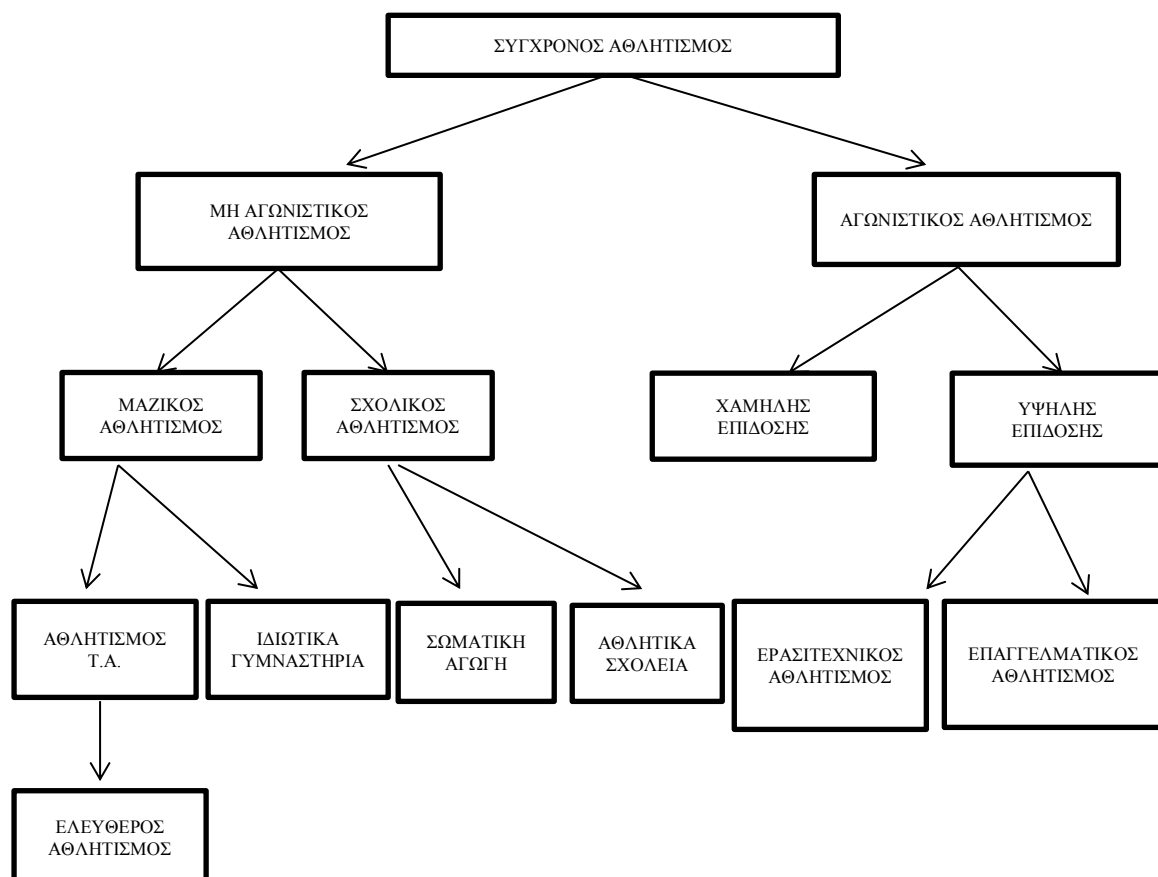 ΣΥΓΧΡΟΝΟΣ ΑΘΛΗΤΙΣΜΟΣ
ΜΗ ΑΓΩΝΙΣΤΙΚΟΣ
ΑΘΛΗΤΙΣΜΟΣ
ΑΓΩΝΙΣΤΙΚΟΣ ΑΘΛΗΤΙΣΜΟΣ
ΜΑΖΙΚΟΣ
ΑΘΛΗΤΙΣΜΟΣ
ΣΧΟΛΙΚΟΣ
ΑΘΛΗΤΙΣΜΟΣ
ΧΑΜΗΛΗΣ
ΕΠΙΔΟΣΗΣ
ΥΨΗΛΗΣ
ΕΠΙΔΟΣΗΣ
ΑΘΛΗΤΙΣΜΟΣ
Τ.Α.
ΙΔΙΩΤΙΚΑ
ΓΥΜΝΑΣΤΗΡΙΑ
ΣΩΜΑΤΙΚΗ
ΑΓΩΓΗ
ΑΘΛΗΤΙΚΑ
ΣΧΟΛΕΙΑ
ΕΡΑΣΙΤΕΧΝΙΚΟΣ
ΑΘΛΗΤΙΣΜΟΣ
ΕΠΑΓΓΕΛΜΑΤΙΚΟΣ
ΑΘΛΗΤΙΣΜΟΣ
ΕΛΕΥΘΕΡΟΣ
ΑΘΛΗΤΙΣΜΟΣ